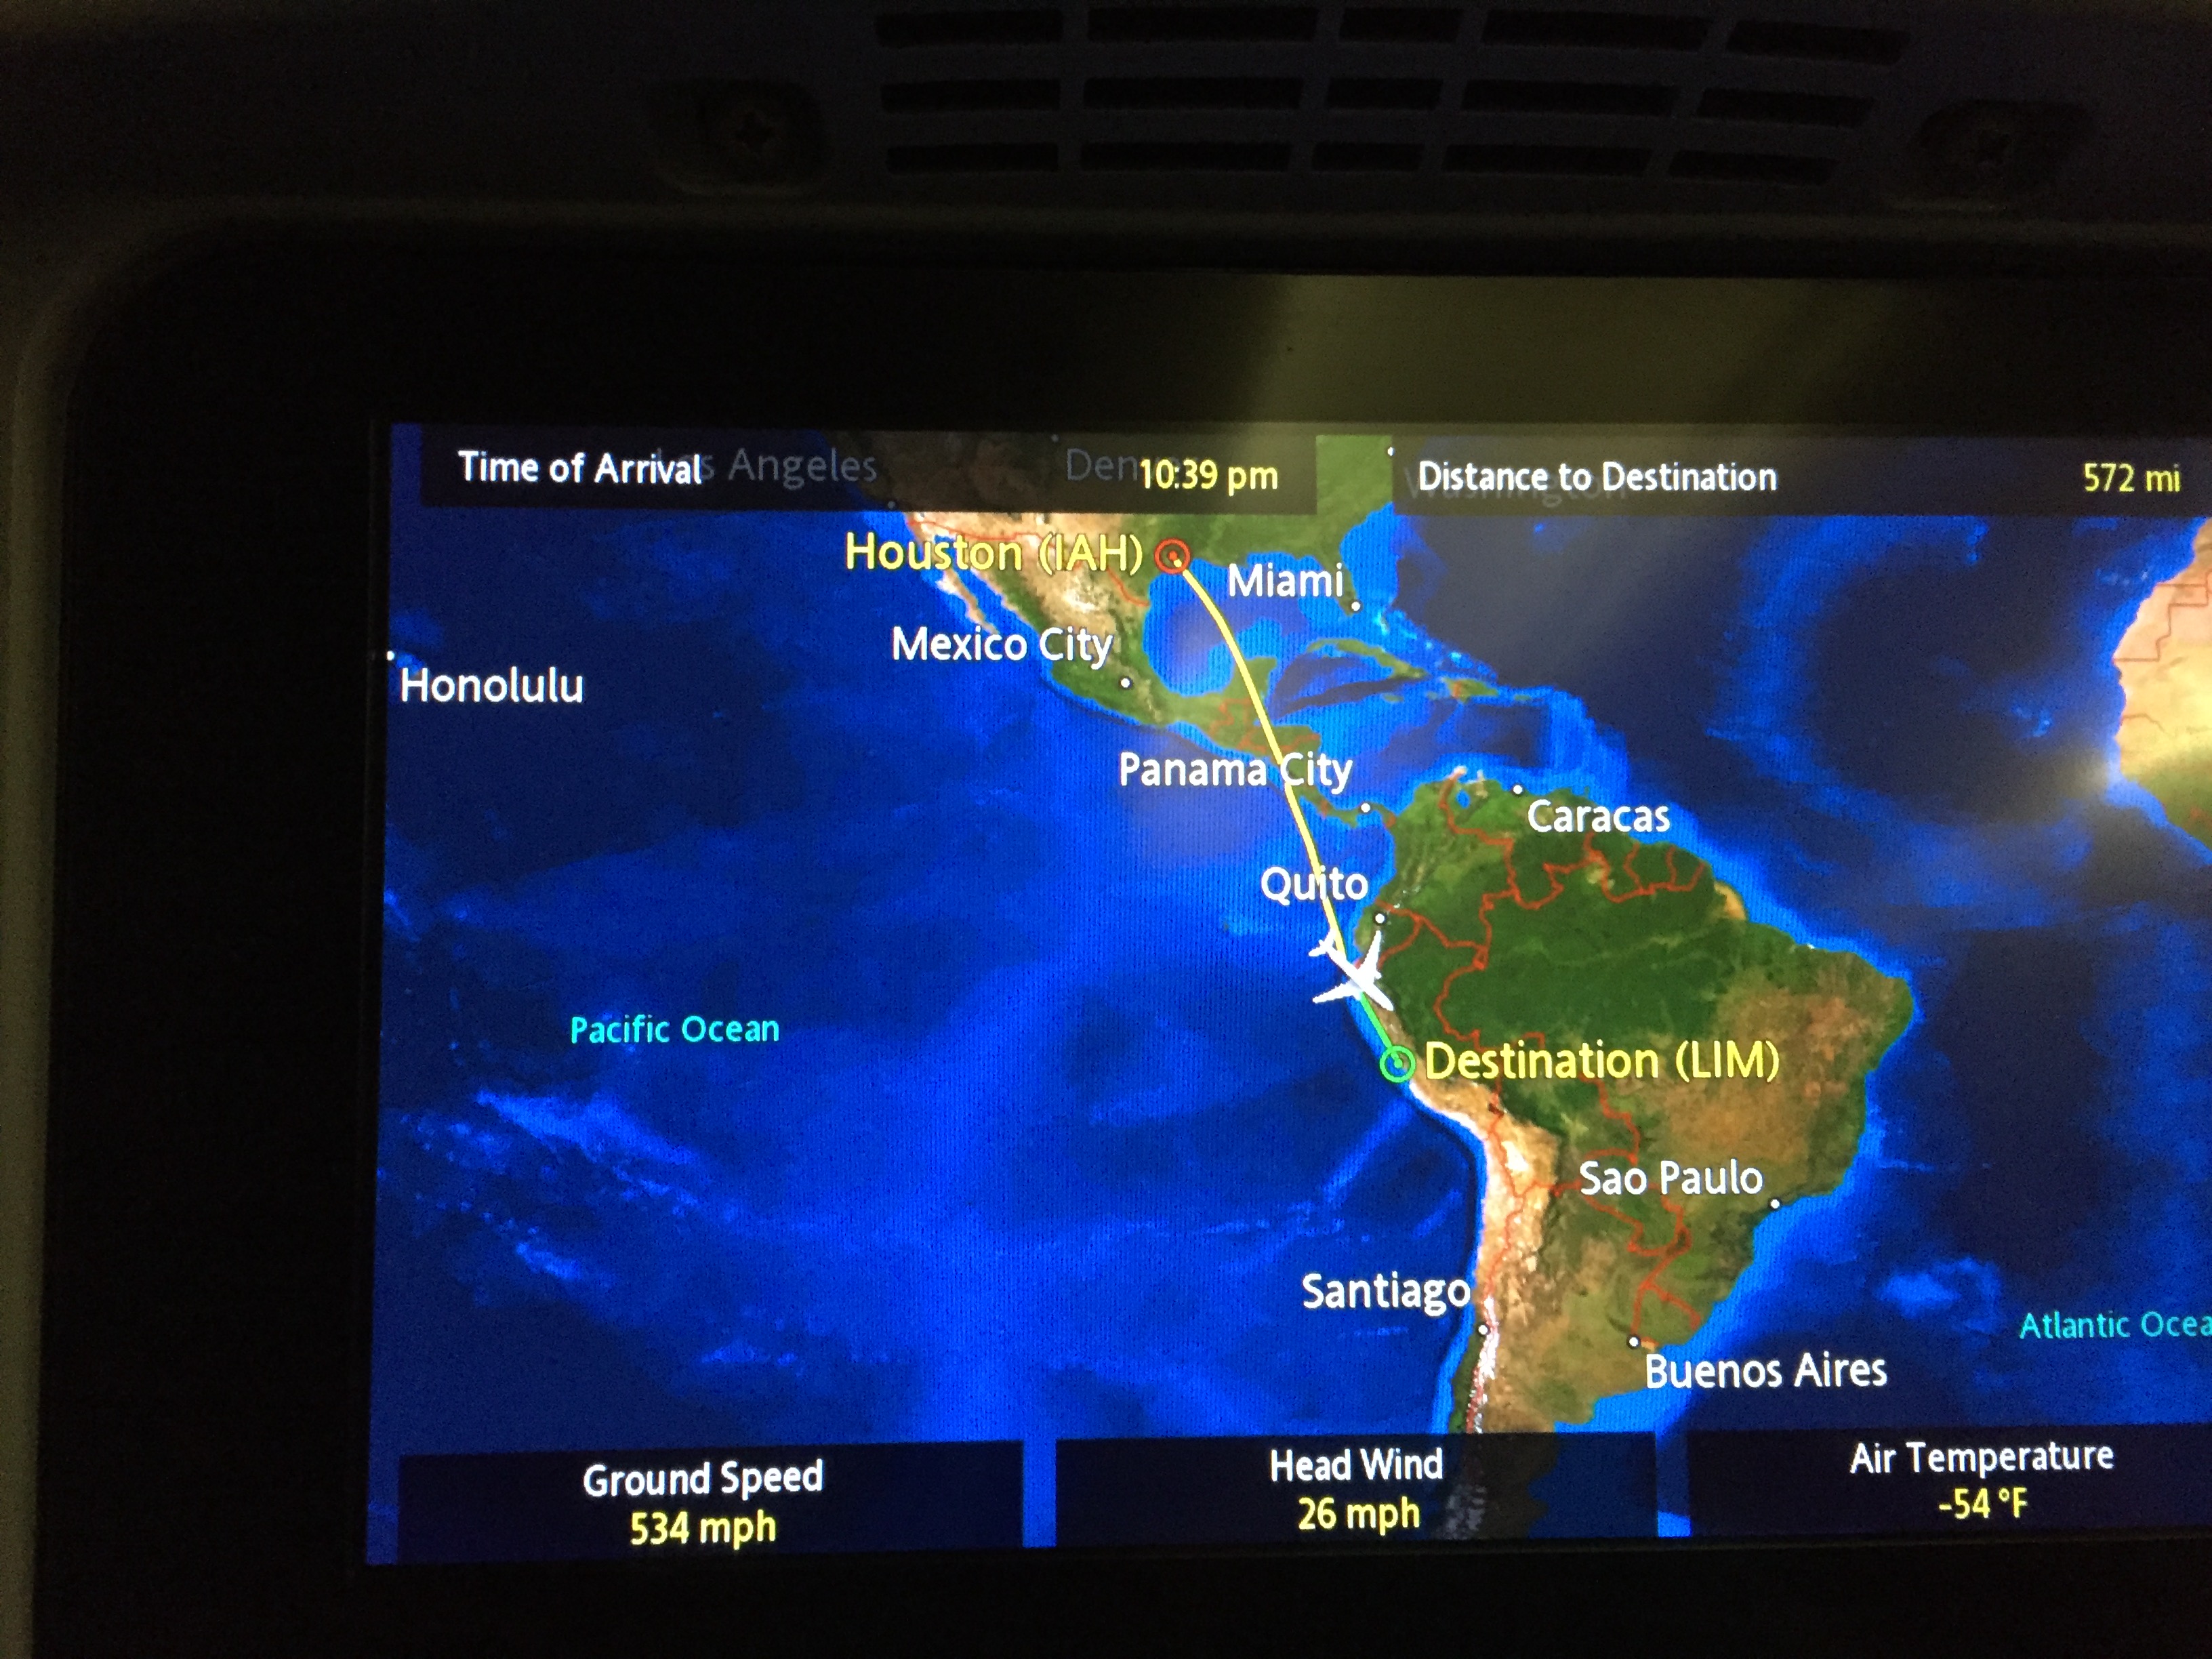 Time of Arrival
10:39 pm
Distance to Destination
572 mi
Houston (IAH)
Miami
Mexico City
Honolulu
Panama City
Caracas
Quito
Pacific Ocean
Destination (LIM)
Sao Paulo
Santiago
Atlantic Ocea
Buenos Aires
Ground Speed
534 mph
Head Wind
26 mph
Air Temperature
-54 °F